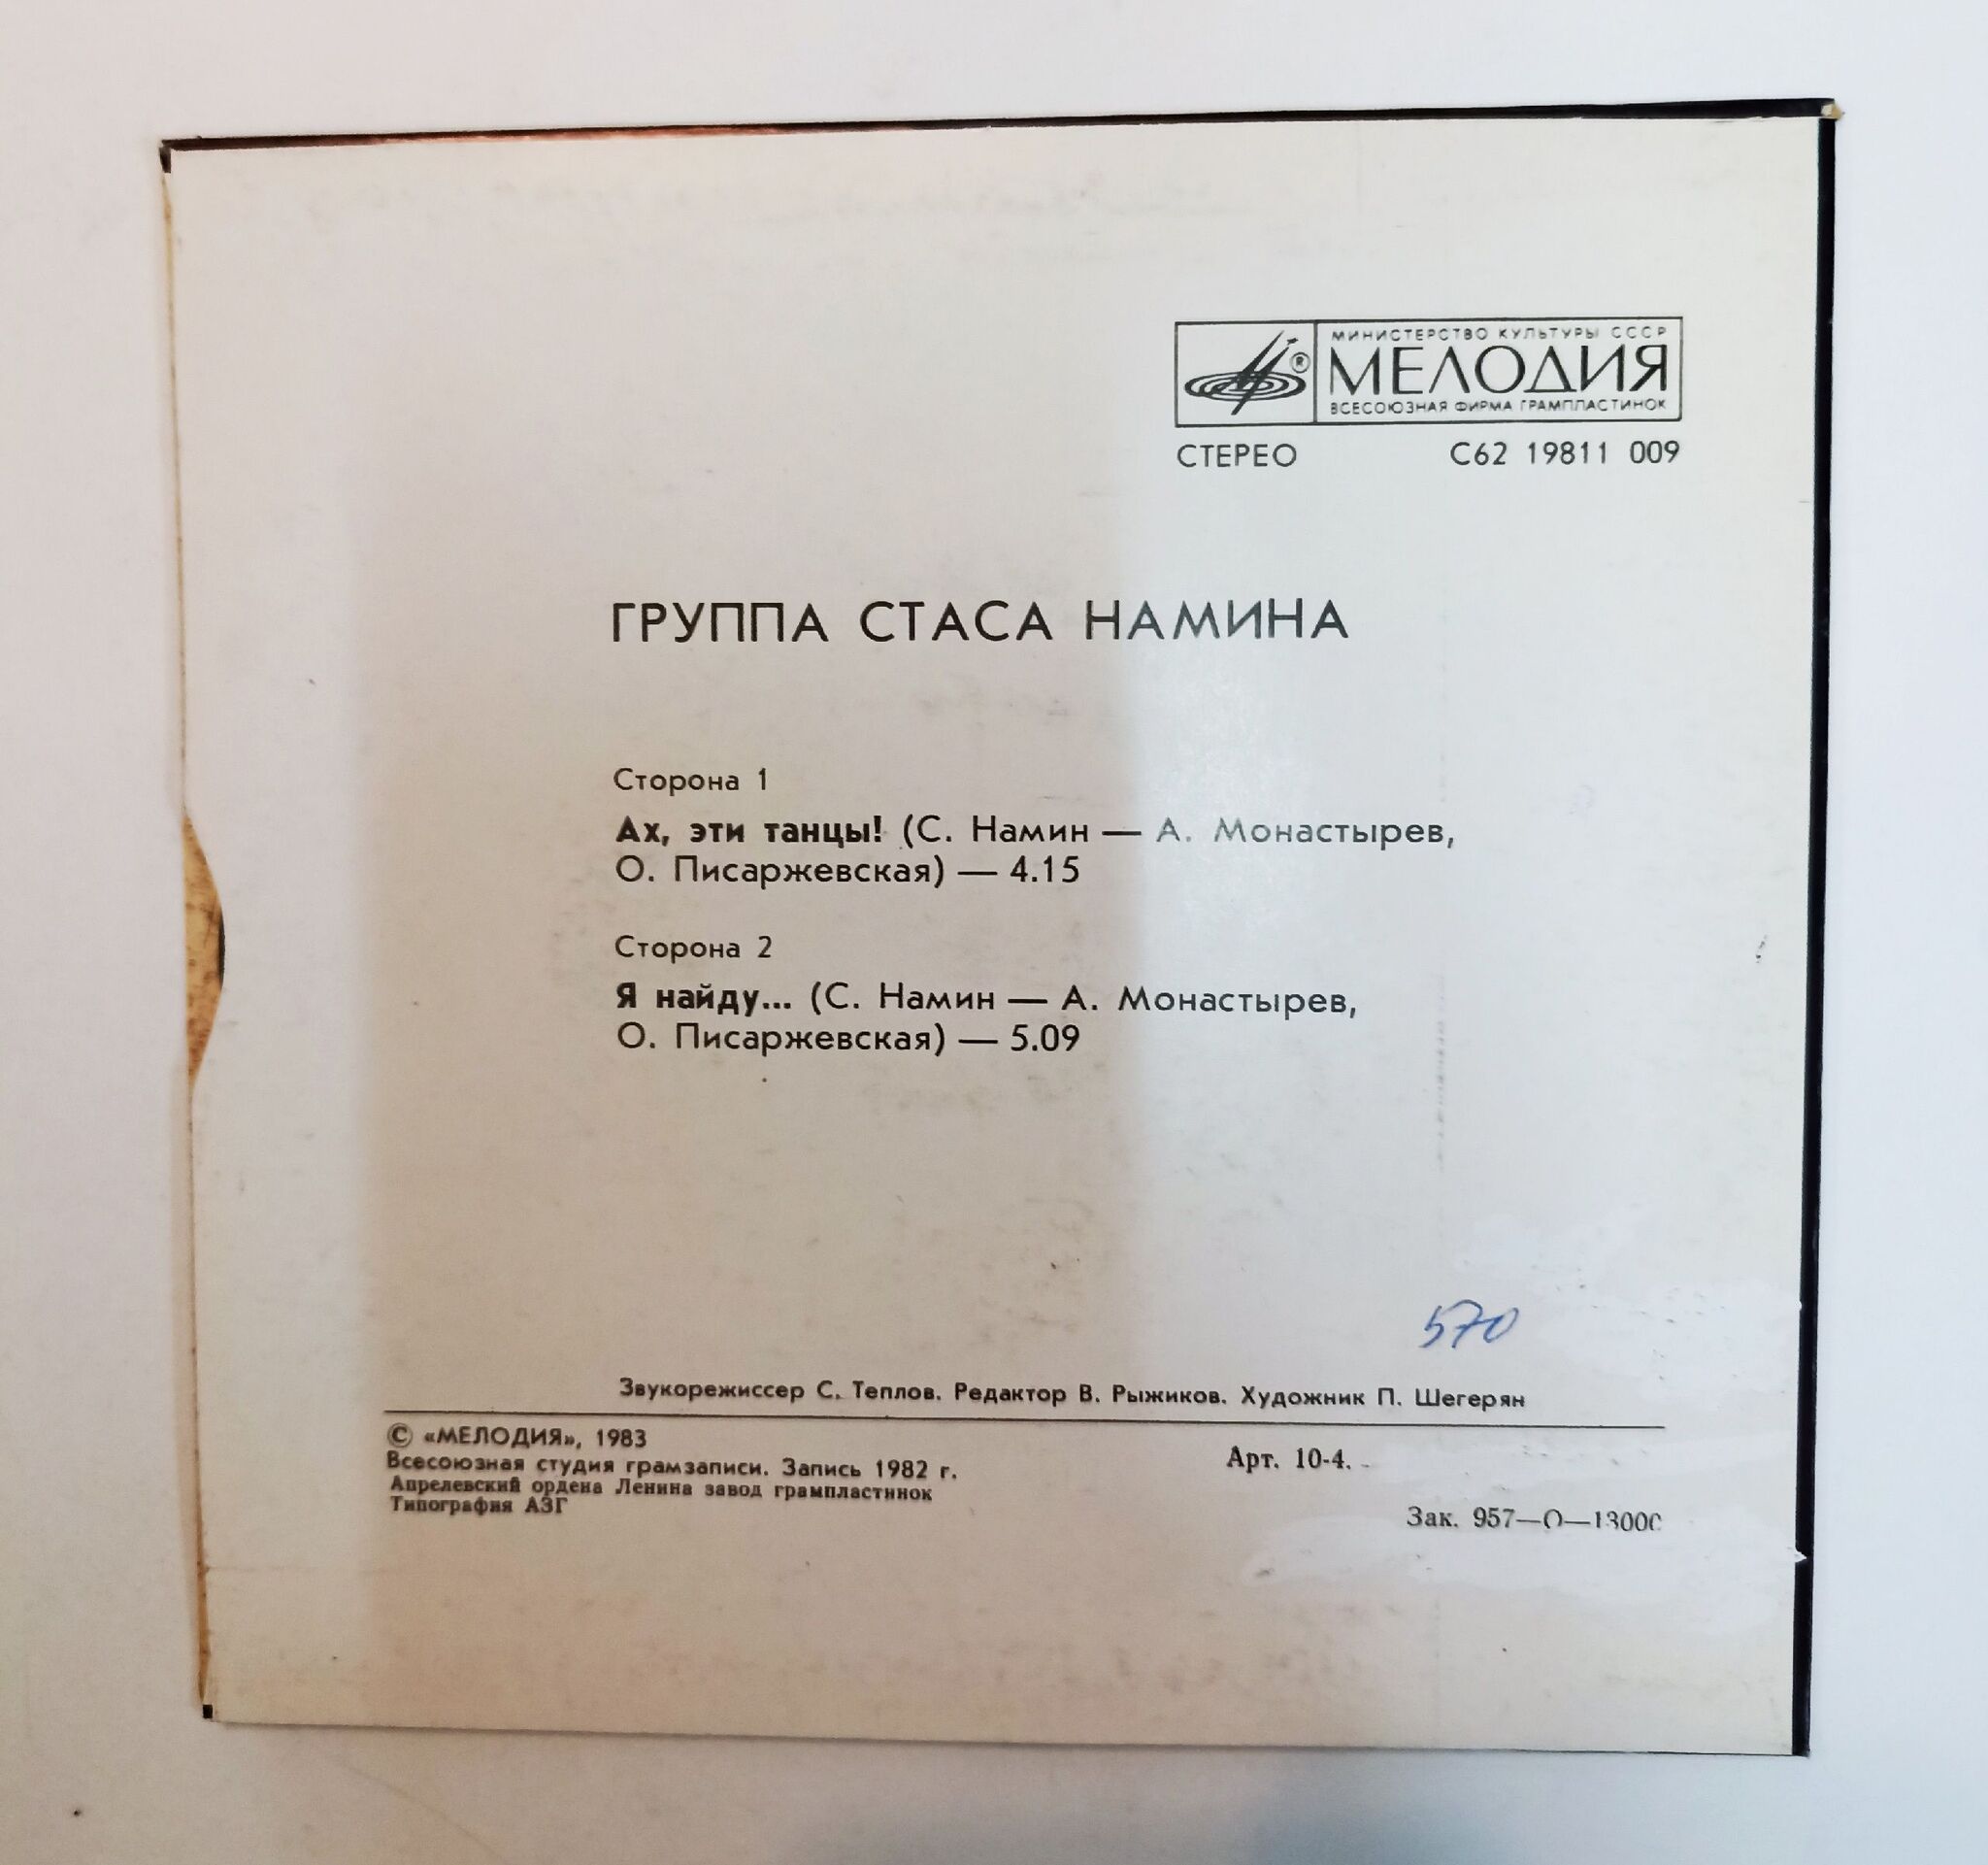 МИНИСТЕРСТВО КУЛЬТУРЫ СССР
МЕЛОДИЯ
®
ВСЕСОЮЗНАЯ ФИРМА ГРАМПЛАСТИНОК
СТЕРЕО С62 19811 009
ГРУППА СТАСА НАМИНА
Сторона 1
Ах, эти танцы! (С. Намин — А. Монастырев,
О. Писаржевская) — 4.15
Сторона 2
Я найду... (С. Намин — А. Монастырев,
О. Писаржевская) — 5.09
570
Звукорежиссер С. Теплов. Редактор В. Рыжиков. Художник П. Шегерян
© «МЕЛОДИЯ», 1983
Всесоюзная студия грамзаписи. Запись 1982 г. Арт. 10-4.
Апрелевский ордена Ленина завод грампластинок
Типография АЗГ
Зак. 957—О—13000